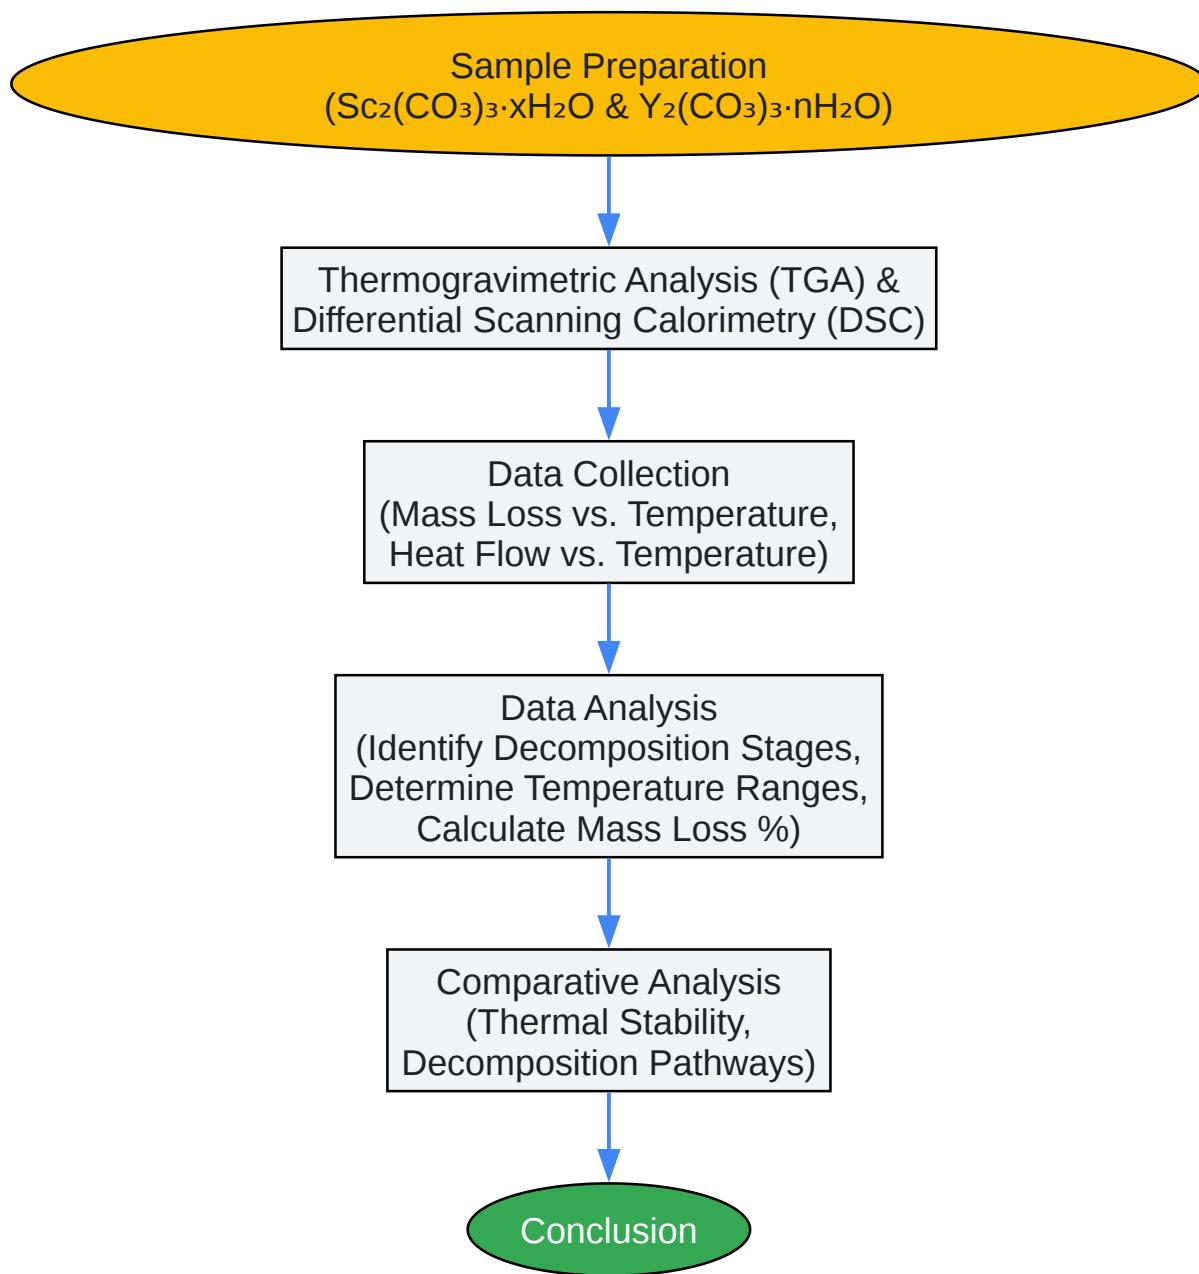 Sample Preparation
(Sc₂(CO₃)₃·xH₂O & Y₂(CO₃)₃·nH₂O)
Thermogravimetric Analysis (TGA) &
Differential Scanning Calorimetry (DSC)
Data Collection
(Mass Loss vs. Temperature,
Heat Flow vs. Temperature)
Data Analysis
(Identify Decomposition Stages,
Determine Temperature Ranges,
Calculate Mass Loss %)
Comparative Analysis
(Thermal Stability,
Decomposition Pathways)
Conclusion